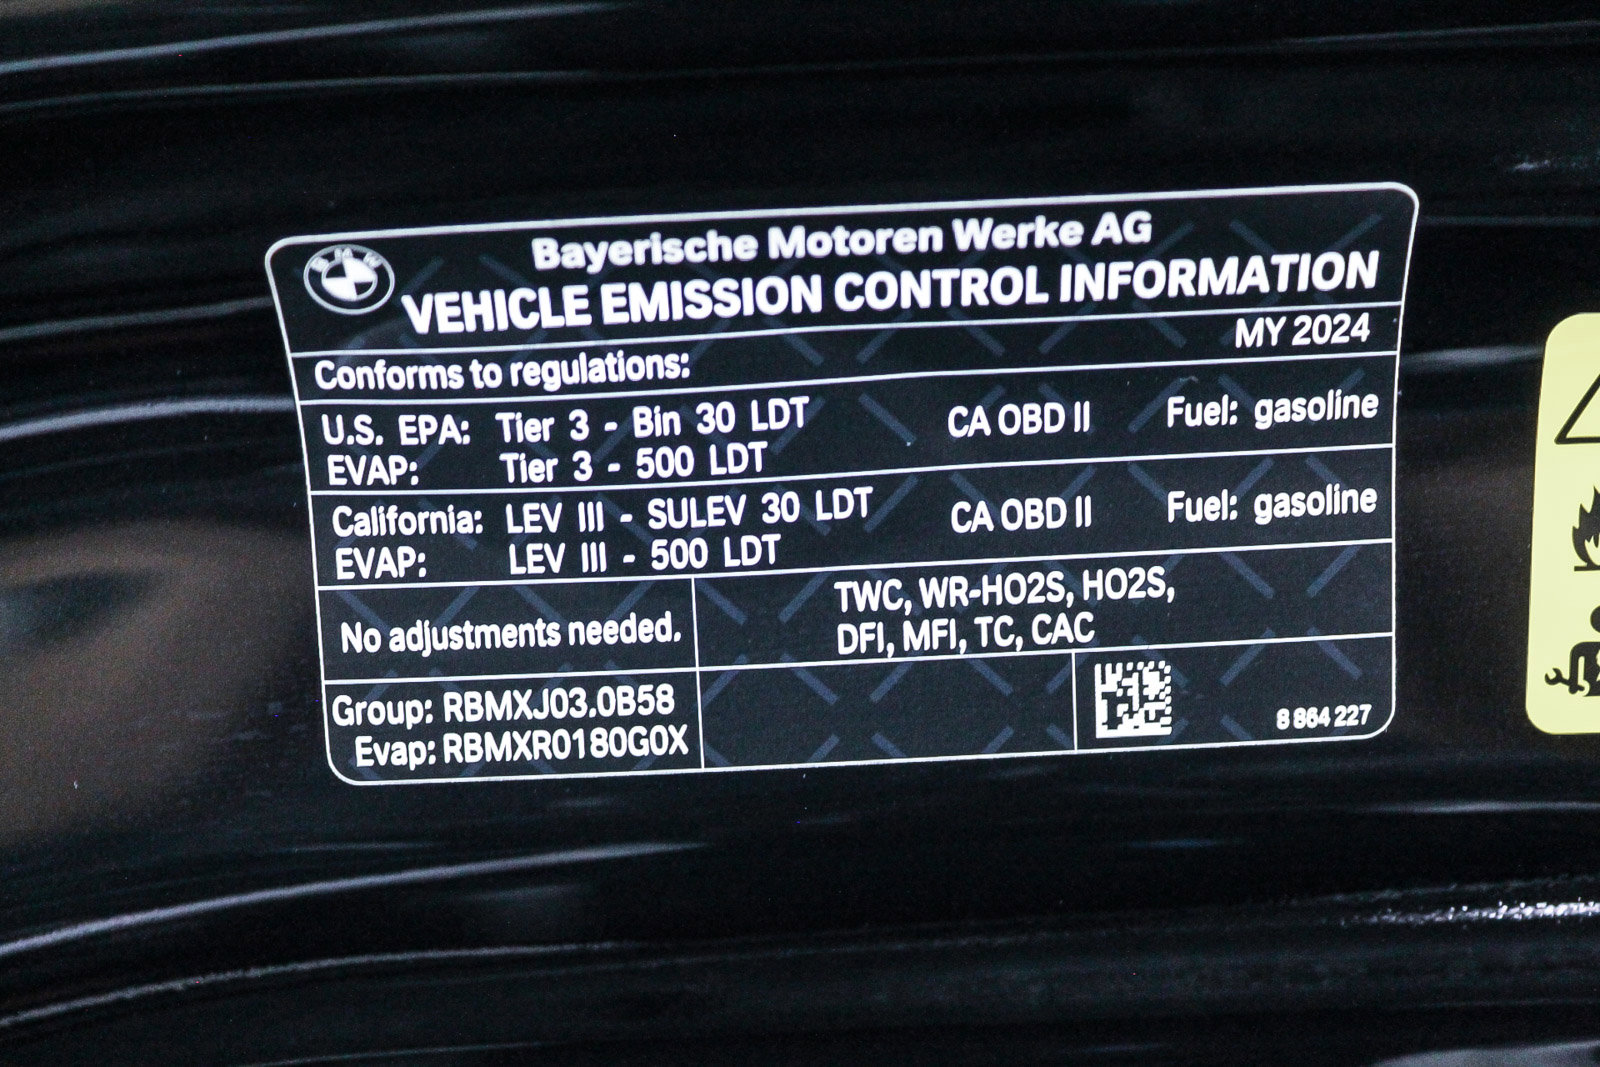 BMW
Bayerische Motoren Werke AG
VEHICLE EMISSION CONTROL INFORMATION
Conforms to regulations: MY 2024
U.S. EPA: Tier 3 - Bin 30 LDT CA OBD II Fuel: gasoline
EVAP: Tier 3 - 500 LDT
California: LEV III - SULEV 30 LDT CA OBD II Fuel: gasoline
EVAP: LEV III - 500 LDT
No adjustments needed.
TWC, WR-HO2S, HO2S,
DFI, MFI, TC, CAC
Group: RBMXJ03.0B58
Evap: RBMXR0180G0X
8 864 227